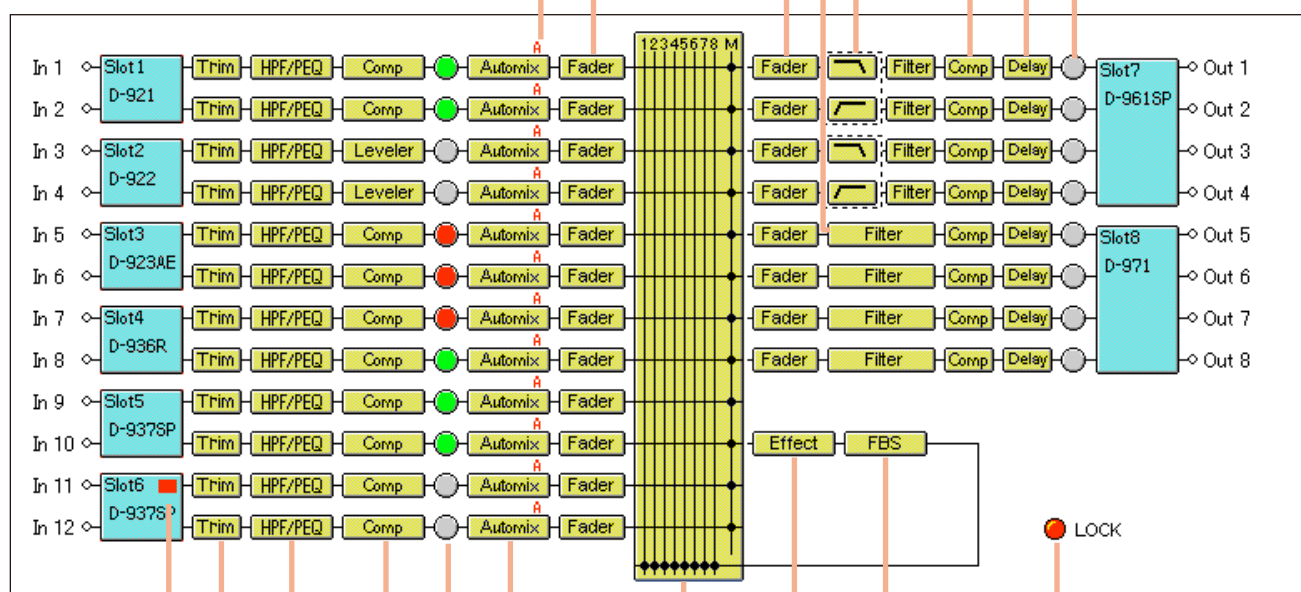 A
12345678 M
In 1 Slot1 Trim HPF/PEQ Comp Automix Fader Fader Filter Comp Delay Slot7 Out 1
D-921 A D-961SP
In 2 Trim HPF/PEQ Comp Automix Fader Fader Filter Comp Delay Out 2
A
In 3 Slot2 Trim HPF/PEQ Leveler Automix Fader Fader Filter Comp Delay Out 3
D-922 A
In 4 Trim HPF/PEQ Leveler Automix Fader Fader Filter Comp Delay Out 4
A
In 5 Slot3 Trim HPF/PEQ Comp Automix Fader Fader Filter Comp Delay Slot8 Out 5
D-923AE A D-971
In 6 Trim HPF/PEQ Comp Automix Fader Fader Filter Comp Delay Out 6
A
In 7 Slot4 Trim HPF/PEQ Comp Automix Fader Fader Filter Comp Delay Out 7
D-936R A
In 8 Trim HPF/PEQ Comp Automix Fader Fader Filter Comp Delay Out 8
A
In 9 Slot5 Trim HPF/PEQ Comp Automix Fader
D-937SP A
In 10 Trim HPF/PEQ Comp Automix Fader Effect FBS
A
In 11 Slot6 Trim HPF/PEQ Comp Automix Fader
D-937SP A
In 12 Trim HPF/PEQ Comp Automix Fader LOCK